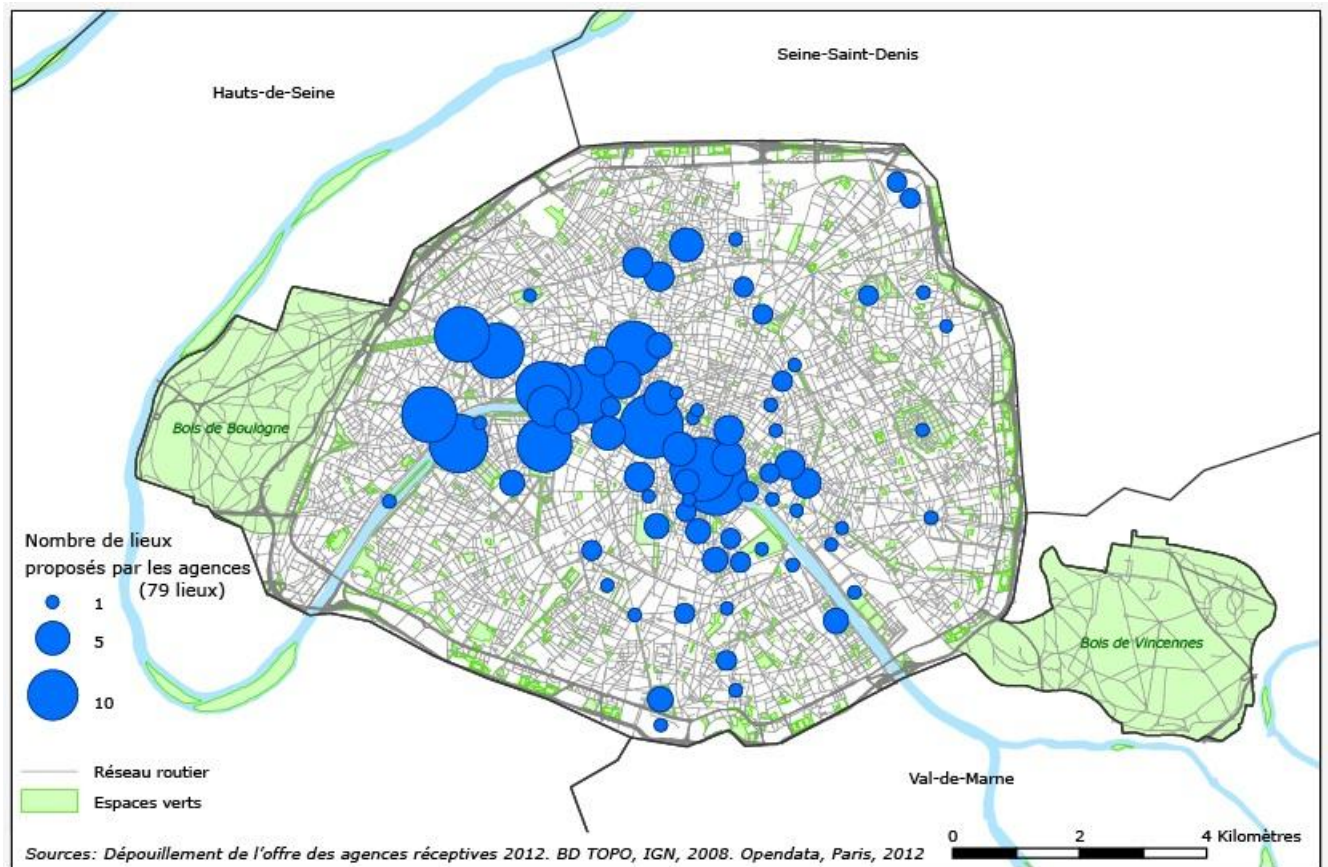 Seine-Saint-Denis
Hauts-de-Seine
Bois de Boulogne
Nombre de lieux
proposés par les agences
(79 lieux)
1
5
10
Bois de Vincennes
Réseau routier
Espaces verts
Val-de-Marne
0 2 4 Kilomètres
Sources: Dépouillement de l'offre des agences réceptives 2012. BD TOPO, IGN, 2008. Opendata, Paris, 2012